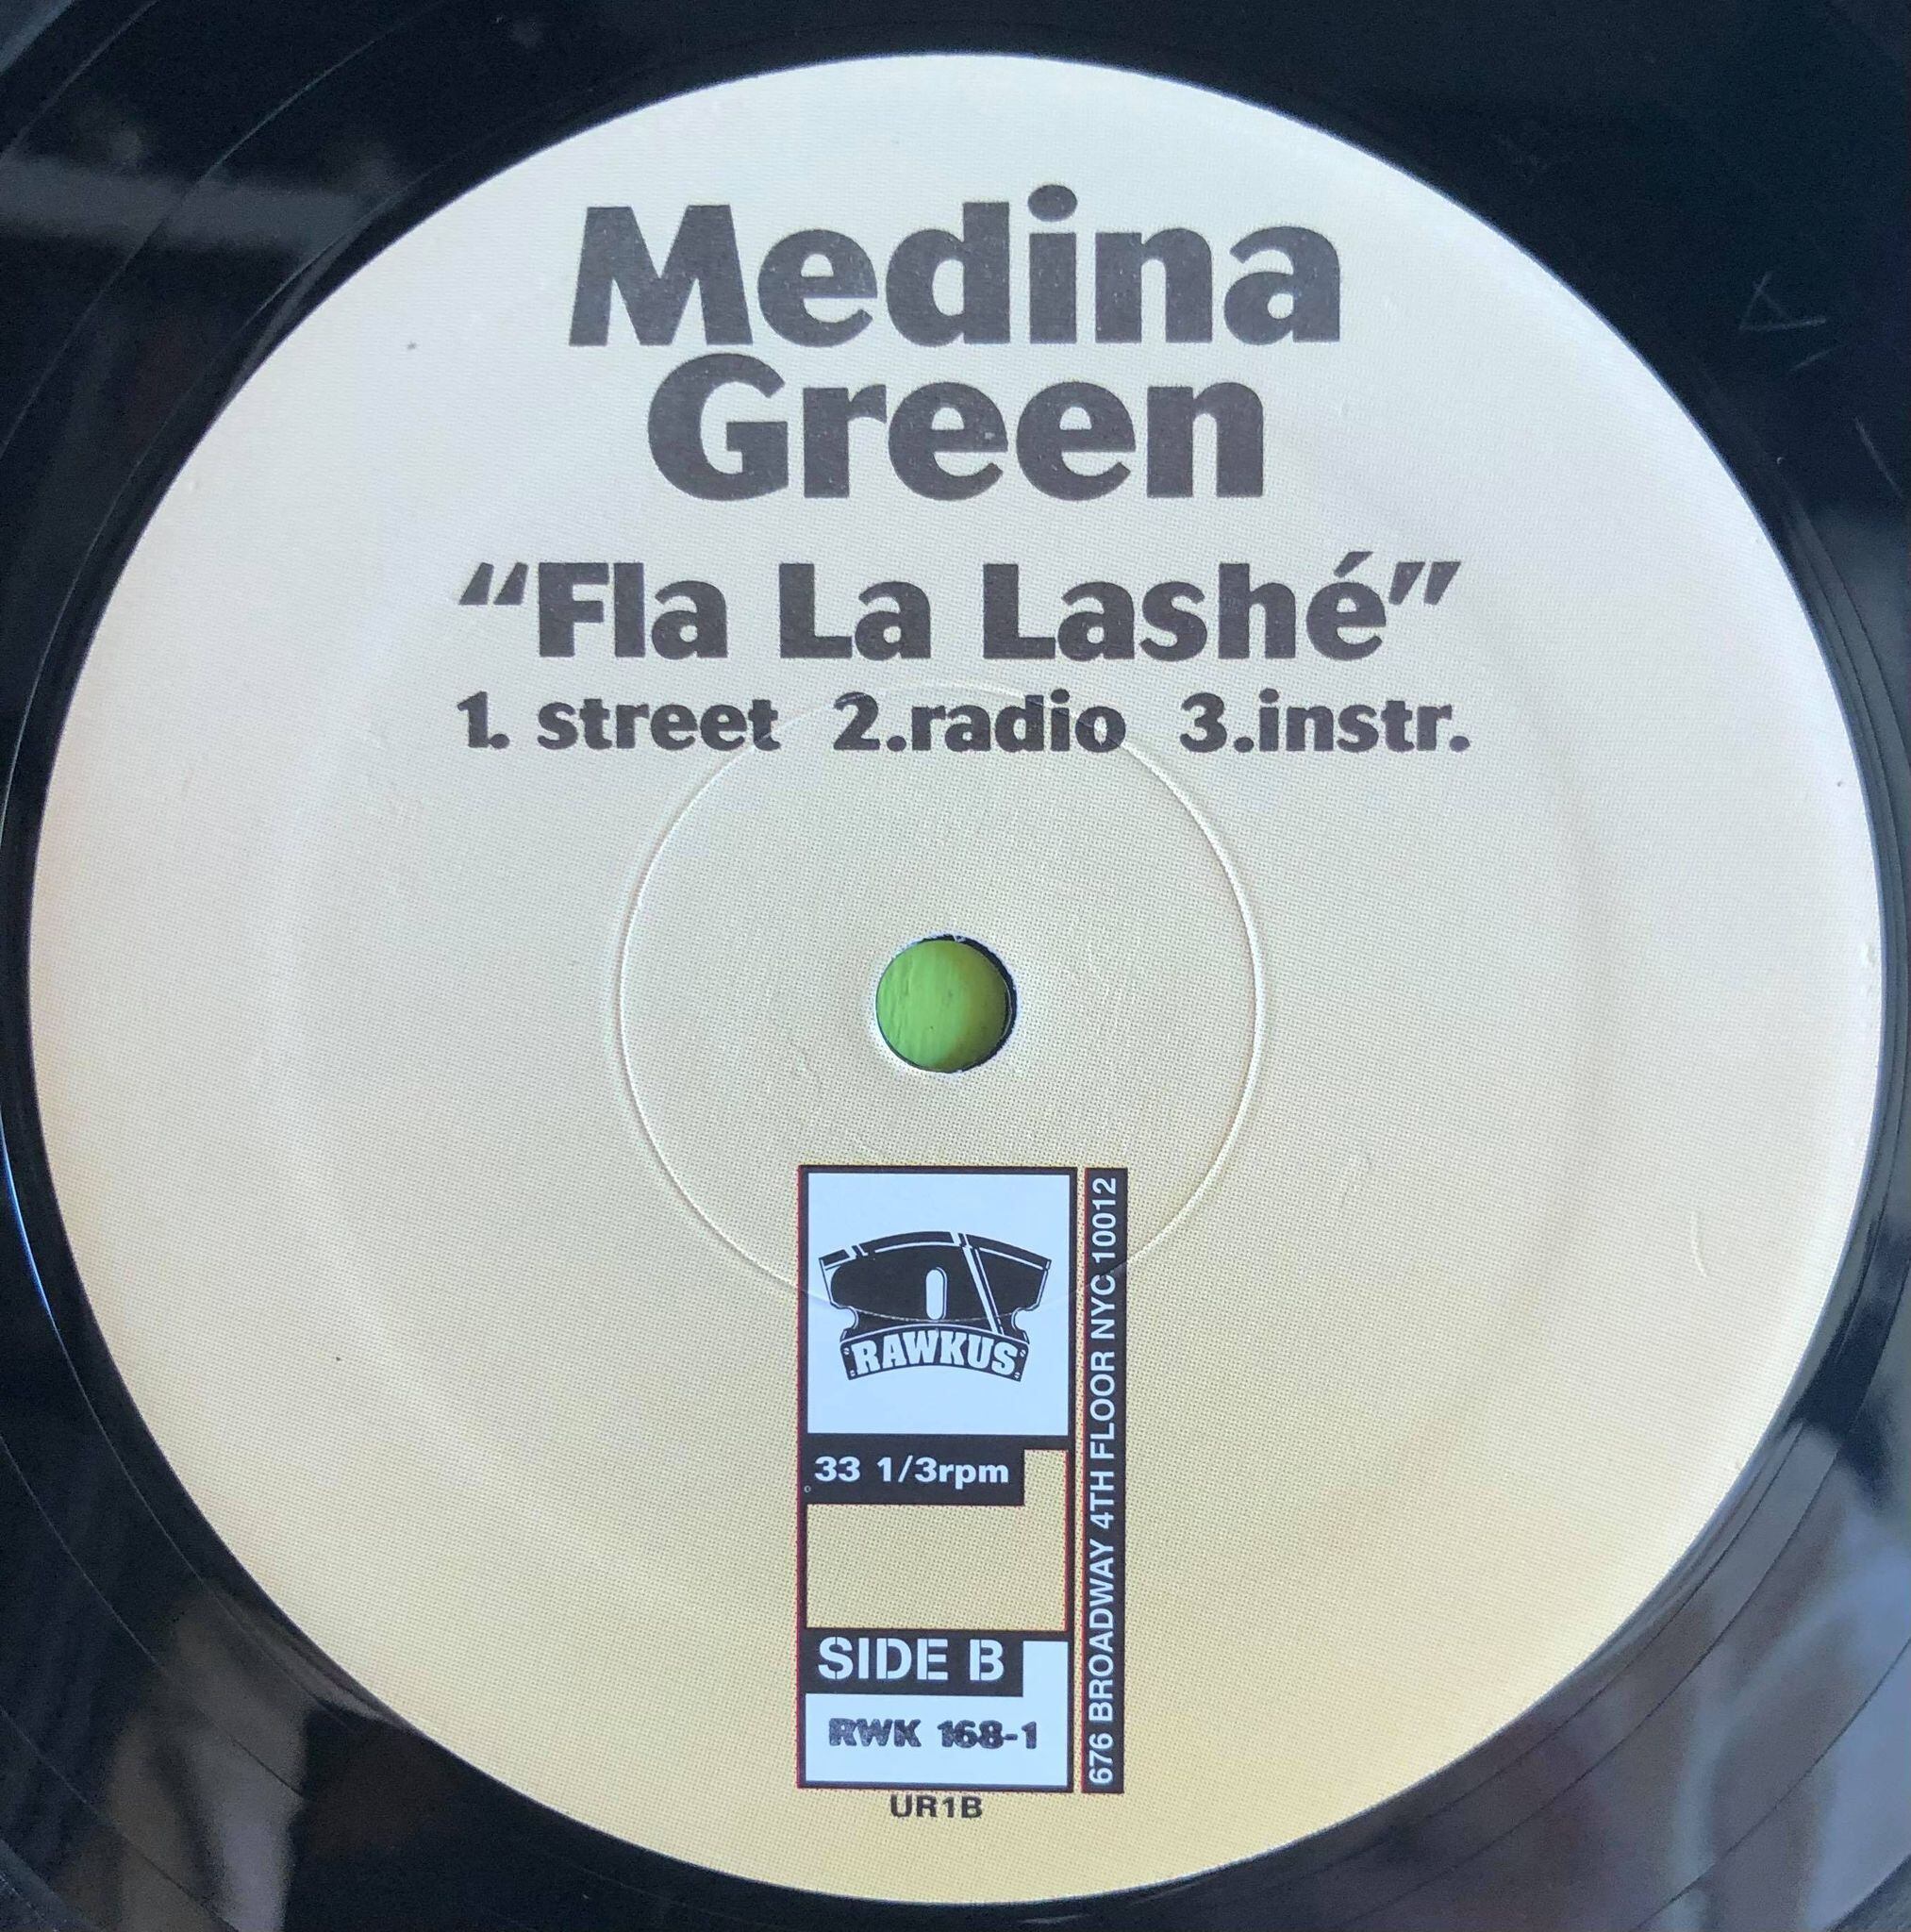 Medina
Green
“Fla La Lashé”
1. street 2.radio 3.instr.
RAWKUS
33 1/3rpm
SIDE B
RWK 168-1
UR1B
676 BROADWAY 4TH FLOOR NYC 10012